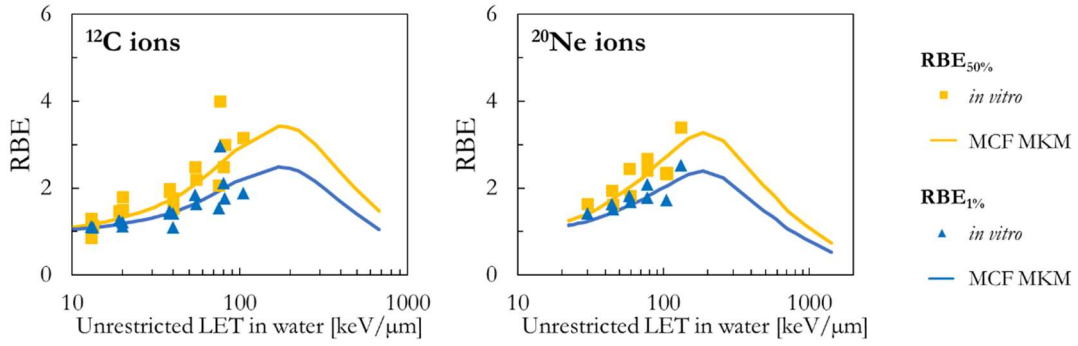 ¹²C ions
RBE
6
4
2
0
10
100
1000
Unrestricted LET in water [keV/μm]
²⁰Ne ions
RBE
6
4
2
0
10
100
1000
Unrestricted LET in water [keV/μm]
RBE₅₀%
in vitro
MCF MKM
RBE₁%
in vitro
MCF MKM